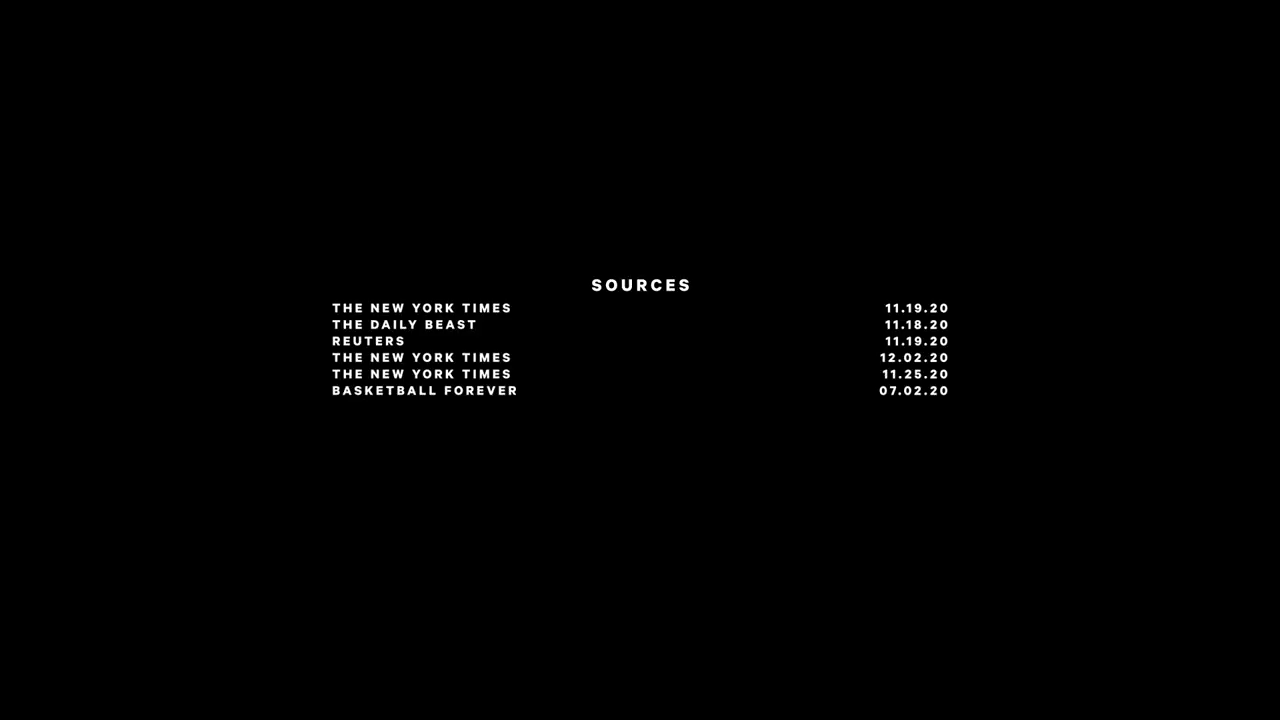 SOURCES
THE NEW YORK TIMES 11.19.20
THE DAILY BEAST 11.18.20
REUTERS 11.19.20
THE NEW YORK TIMES 12.02.20
THE NEW YORK TIMES 11.25.20
BASKETBALL FOREVER 07.02.20